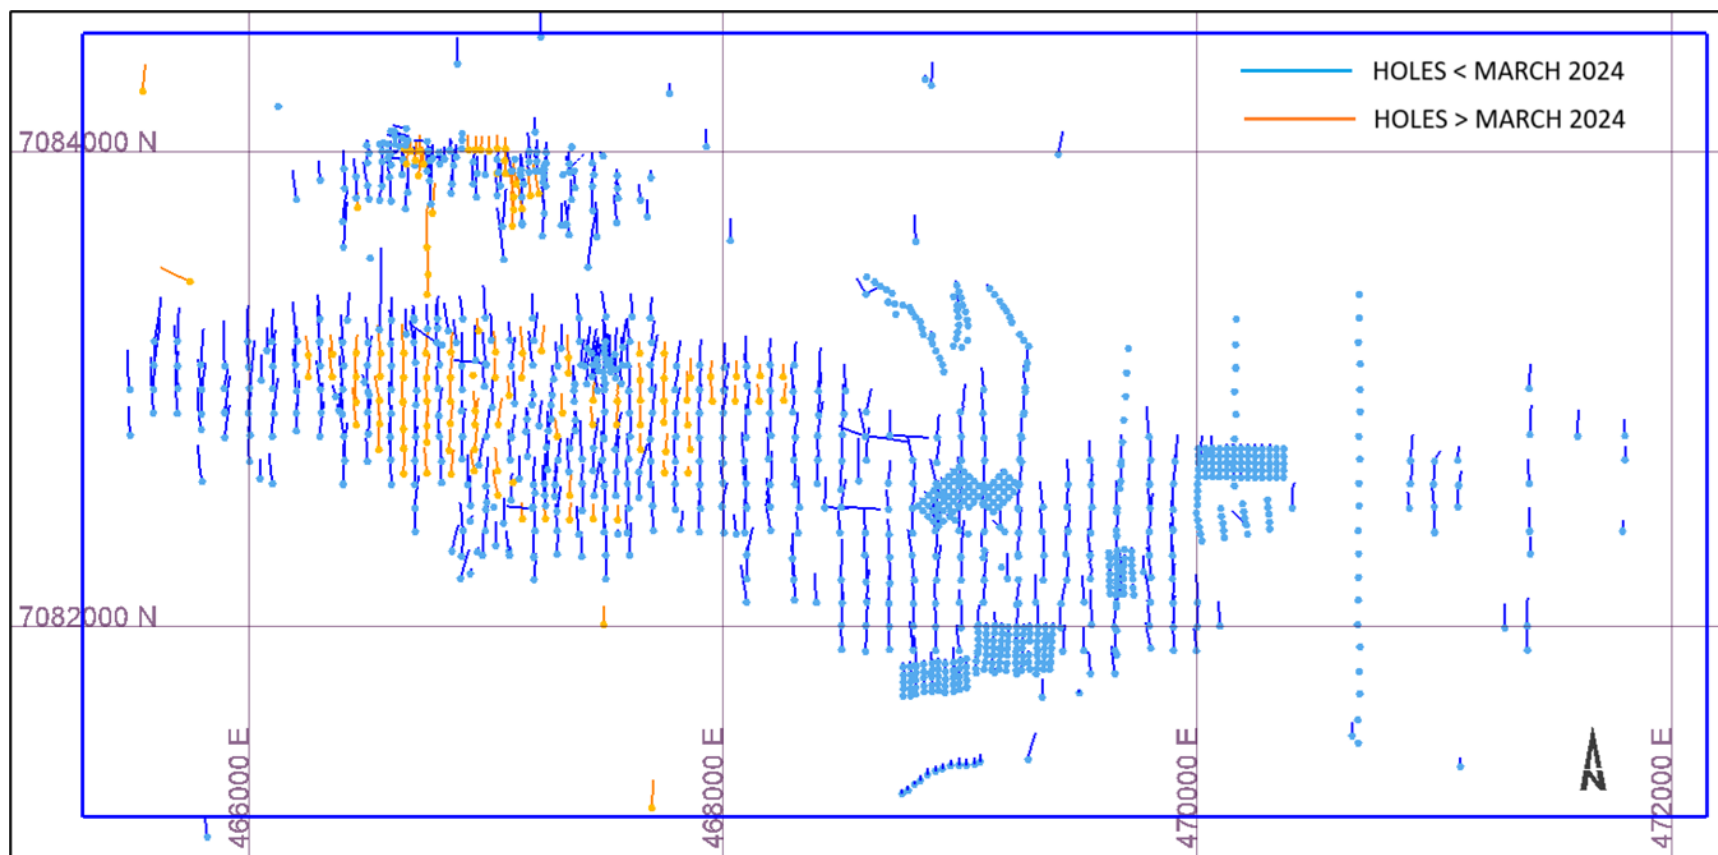 HOLES < MARCH 2024
HOLES > MARCH 2024
7084000 N
7082000 N
466000 E
468000 E
470000 E
472000 E
N